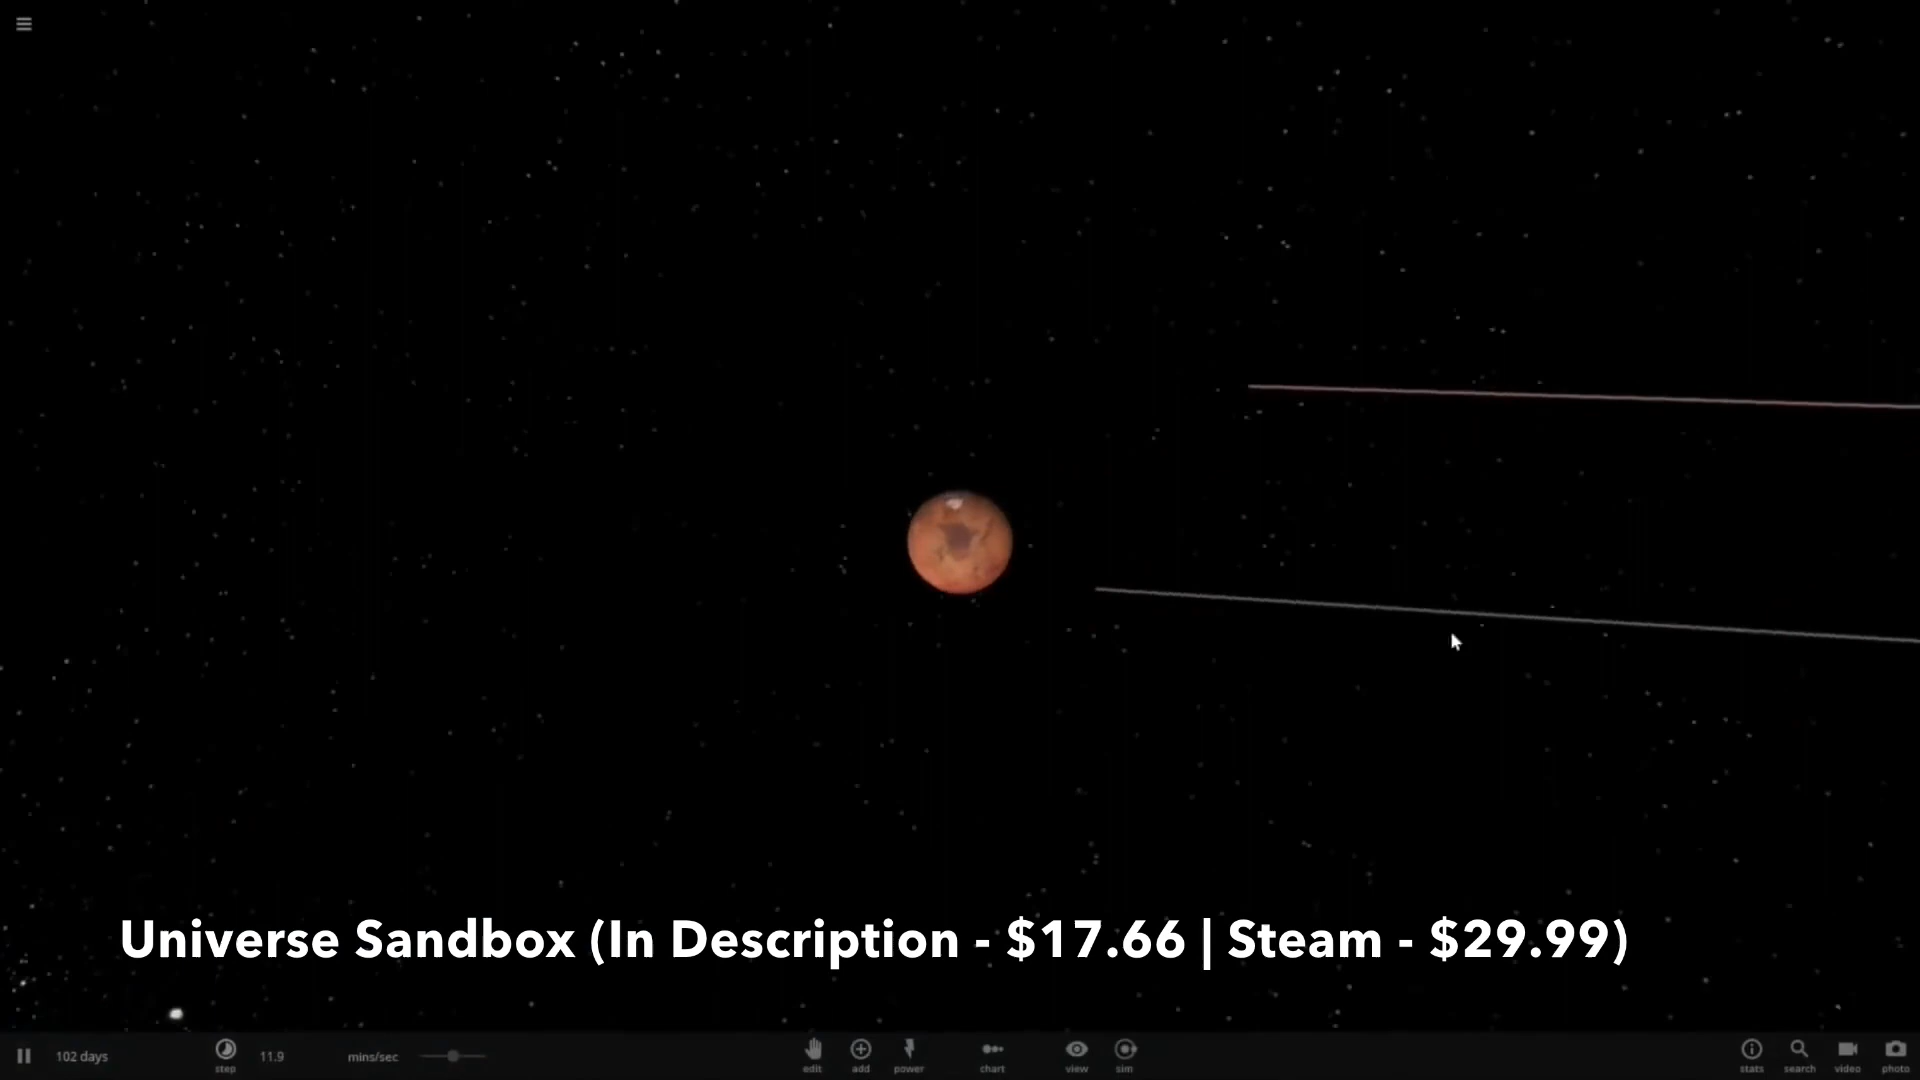 Universe Sandbox (In Description - $17.66 | Steam - $29.99)
102 days
step
11.9
mins/sec
edit
add
power
chart
view
sim
stats
search
video
photo